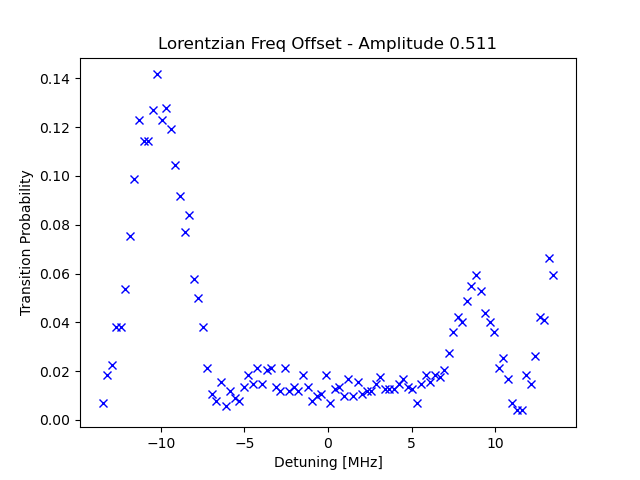 Lorentzian Freq Offset - Amplitude 0.511
Transition Probability
0.14
0.12
0.10
0.08
0.06
0.04
0.02
0.00
−10 −5 0 5 10
Detuning [MHz]